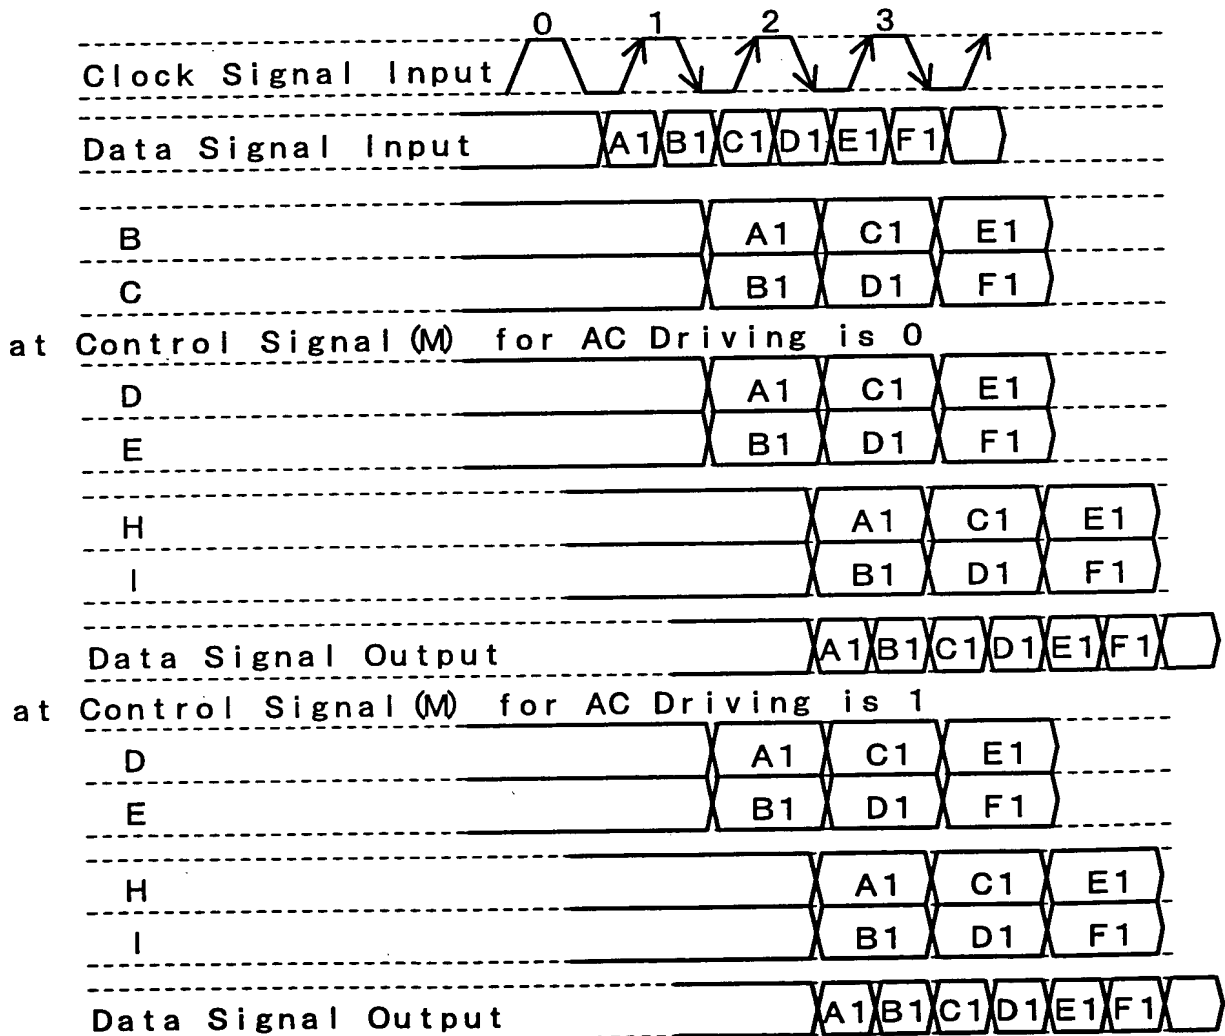 0 1 2 3
Clock Signal Input
Data Signal Input A1 B1 C1 D1 E1 F1
B A1 C1 E1
C B1 D1 F1
at Control Signal(M) for AC Driving is 0
D A1 C1 E1
E B1 D1 F1
H A1 C1 E1
I B1 D1 F1
Data Signal Output A1 B1 C1 D1 E1 F1
at Control Signal(M) for AC Driving is 1
D A1 C1 E1
E B1 D1 F1
H A1 C1 E1
I B1 D1 F1
Data Signal Output A1 B1 C1 D1 E1 F1